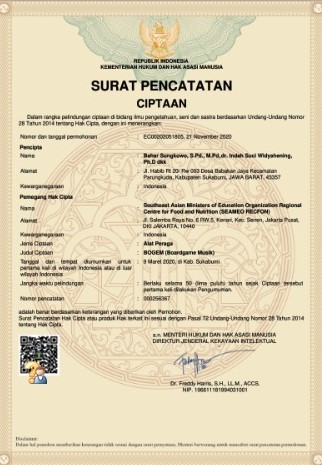 REPUBLIK INDONESIA
KEMENTERIAN HUKUM DAN HAK ASASI MANUSIA
SURAT PENCATATAN
CIPTAAN
Dalam rangka pelindungan ciptaan di bidang ilmu pengetahuan, seni dan sastra berdasarkan Undang-Undang Nomor
28 Tahun 2014 tentang Hak Cipta, dengan ini menerangkan:
Nomor dan tanggal permohonan : EC00202051805, 21 November 2020
Pencipta
Nama : Bahar Sungkowo, S.Pd., M.Pd,dr. Indah Suci Widyahening,
Ph.D dkk
Alamat : Jl. Habib Rt 20/ Rw 003 Desa Babakan Jaya Kecamatan
Parungkuda, Kabupaten Sukabumi, JAWA BARAT, 43357
Kewarganegaraan : Indonesia
Pemegang Hak Cipta
Nama : Southeast Asian Ministers of Education Organization Regional
Centre for Food and Nutrition (SEAMEO RECFON)
Alamat : Jl. Salemba Raya No. 6 RW.5, Kenari, Kec. Senen, Jakarta Pusat,
DKI JAKARTA, 10440
Kewarganegaraan : Indonesia
Jenis Ciptaan : Alat Peraga
Judul Ciptaan : BOGEM (Boardgame Musik)
Tanggal dan tempat diumumkan untuk : 9 Maret 2020, di Kab. Sukabumi
pertama kali di wilayah Indonesia atau di luar
wilayah Indonesia
Jangka waktu pelindungan : Berlaku selama 50 (lima puluh) tahun sejak Ciptaan tersebut
pertama kali dilakukan Pengumuman.
Nomor pencatatan : 000256367
adalah benar berdasarkan keterangan yang diberikan oleh Pemohon.
Surat Pencatatan Hak Cipta atau produk Hak terkait ini sesuai dengan Pasal 72 Undang-Undang Nomor 28 Tahun 2014
tentang Hak Cipta.
a.n. MENTERI HUKUM DAN HAK ASASI MANUSIA
DIREKTUR JENDERAL KEKAYAAN INTELEKTUAL
Dr. Freddy Harris, S.H., LL.M., ACCS.
NIP. 196611181994031001
Disclaimer:
Dalam hal pemohon memberikan keterangan tidak sesuai dengan surat pernyataan, Menteri berwenang untuk mencabut surat pencatatan permohonan.